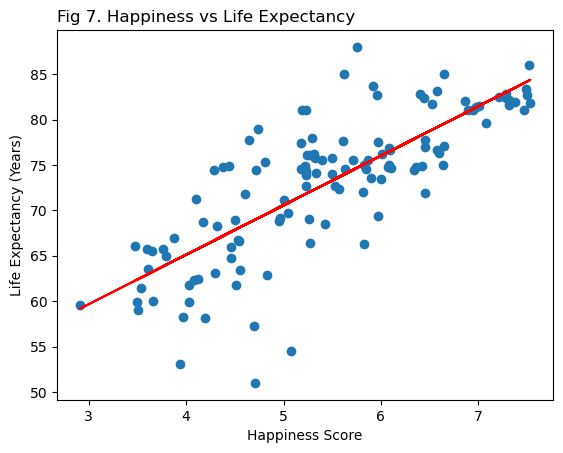 Fig 7. Happiness vs Life Expectancy
85
80
75
70
65
60
55
50
Life Expectancy (Years)
3 4 5 6 7
Happiness Score